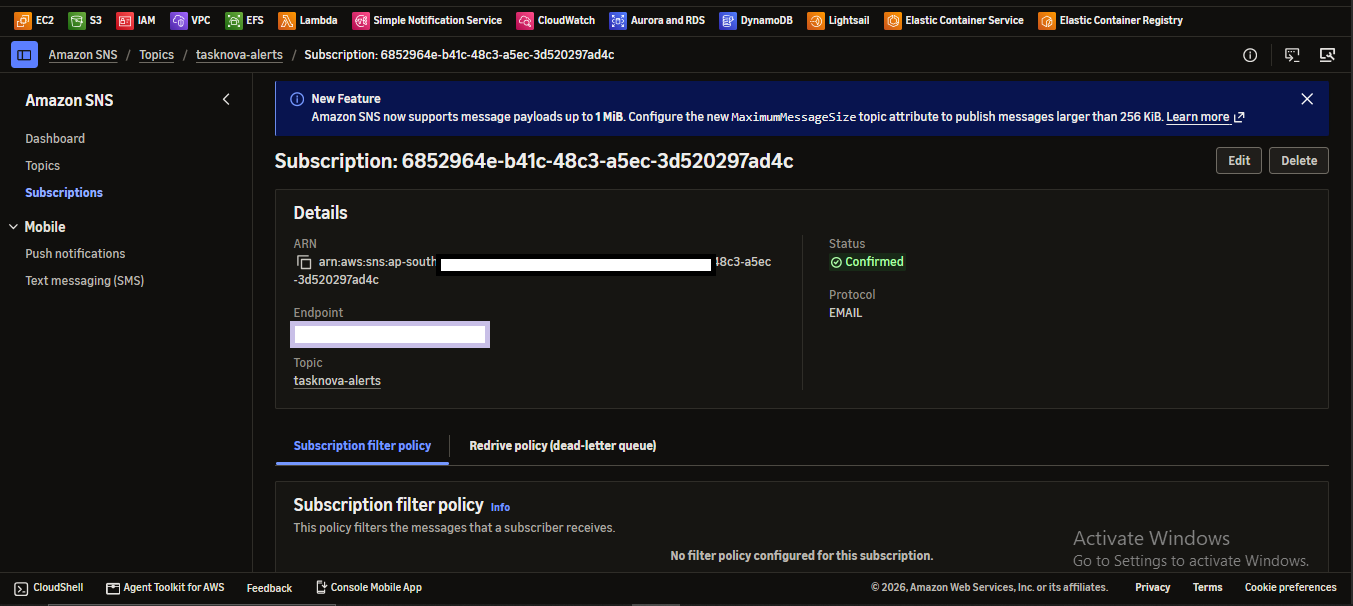 EC2 S3 IAM VPC EFS Lambda Simple Notification Service CloudWatch Aurora and RDS DynamoDB Lightsail Elastic Container Service Elastic Container Registry
Amazon SNS / Topics / tasknova-alerts / Subscription: 6852964e-b41c-48c3-a5ec-3d520297ad4c
Amazon SNS
Dashboard
Topics
Subscriptions
Mobile
Push notifications
Text messaging (SMS)
New Feature
Amazon SNS now supports message payloads up to 1 MiB. Configure the new MaximumMessageSize topic attribute to publish messages larger than 256 KiB. Learn more
Subscription: 6852964e-b41c-48c3-a5ec-3d520297ad4c
Edit Delete
Details
ARN
arn:aws:sns:ap-south 48c3-a5ec
-3d520297ad4c
Endpoint
Topic
tasknova-alerts
Status
Confirmed
Protocol
EMAIL
Subscription filter policy Redrive policy (dead-letter queue)
Subscription filter policy Info
This policy filters the messages that a subscriber receives.
No filter policy configured for this subscription.
Activate Windows
Go to Settings to activate Windows.
CloudShell Agent Toolkit for AWS Feedback Console Mobile App © 2026, Amazon Web Services, Inc. or its affiliates. Privacy Terms Cookie preferences